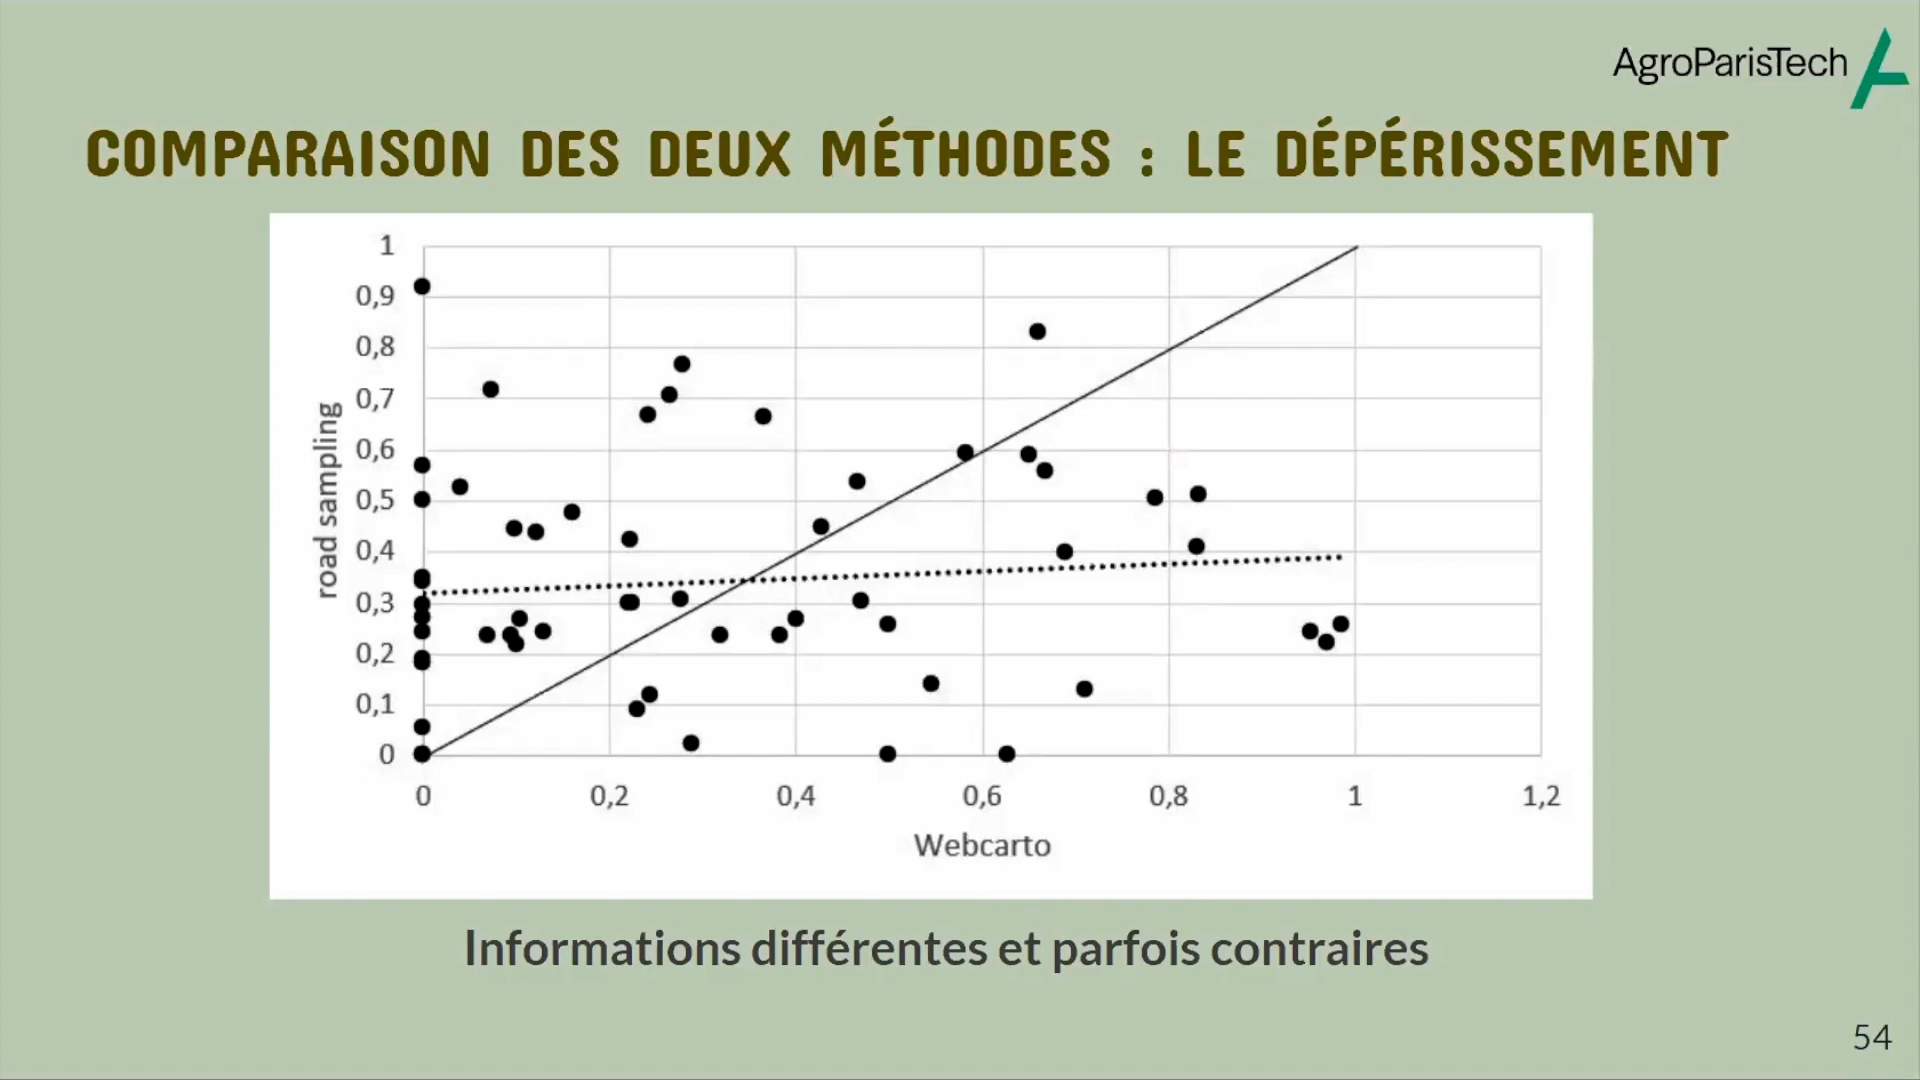 AgroParisTech
COMPARAISON DES DEUX MÉTHODES : LE DÉPÉRISSEMENT
1
0,9
0,8
0,7
0,6
0,5
0,4
0,3
0,2
0,1
0
road sampling
0 0,2 0,4 0,6 0,8 1 1,2
Webcarto
Informations différentes et parfois contraires
54